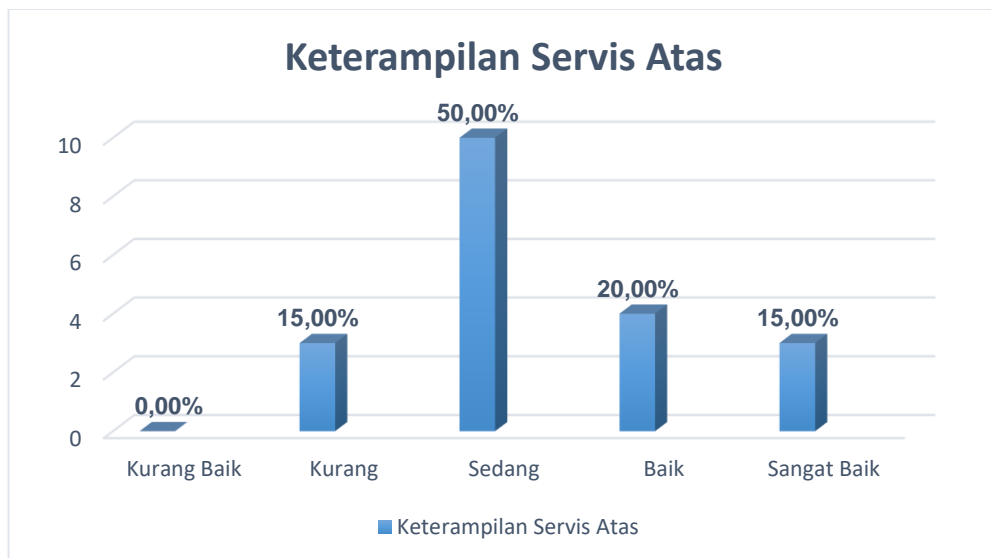 Keterampilan Servis Atas
50,00%
10
8
6
20,00%
15,00%
15,00%
4
2
0,00%
0
Kurang Baik
Kurang
Sedang
Baik
Sangat Baik
Keterampilan Servis Atas